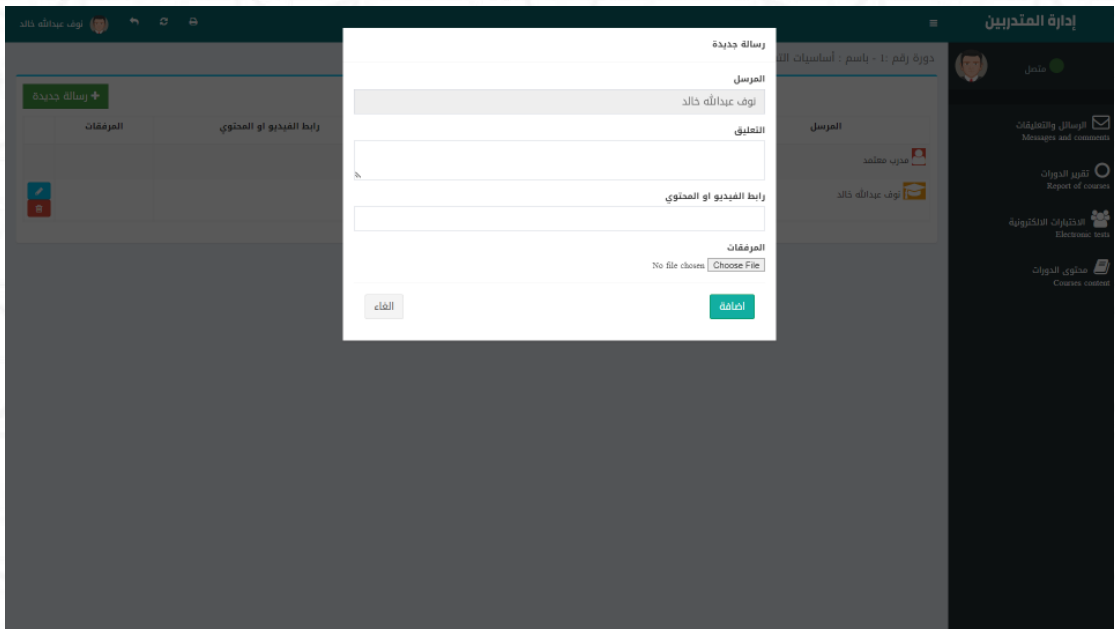 إدارة المتدربين
نوف عبدالله خالد
متصل
الرسائل والتعليقات
Messages and comments
تقرير الدورات
Report of courses
الاختبارات الالكترونية
Electronic tests
محتوى الدورات
Courses content
دورة رقم :1 - باسم : أساسيات
رسالة جديدة
المرسل
رابط الفيديو او المحتوي
المرفقات
مدرب معتمد
نوف عبدالله خالد
رسالة جديدة
المرسل
نوف عبدالله خالد
التعليق
رابط الفيديو او المحتوي
المرفقات
Choose File No file chosen
اضافة
الغاء